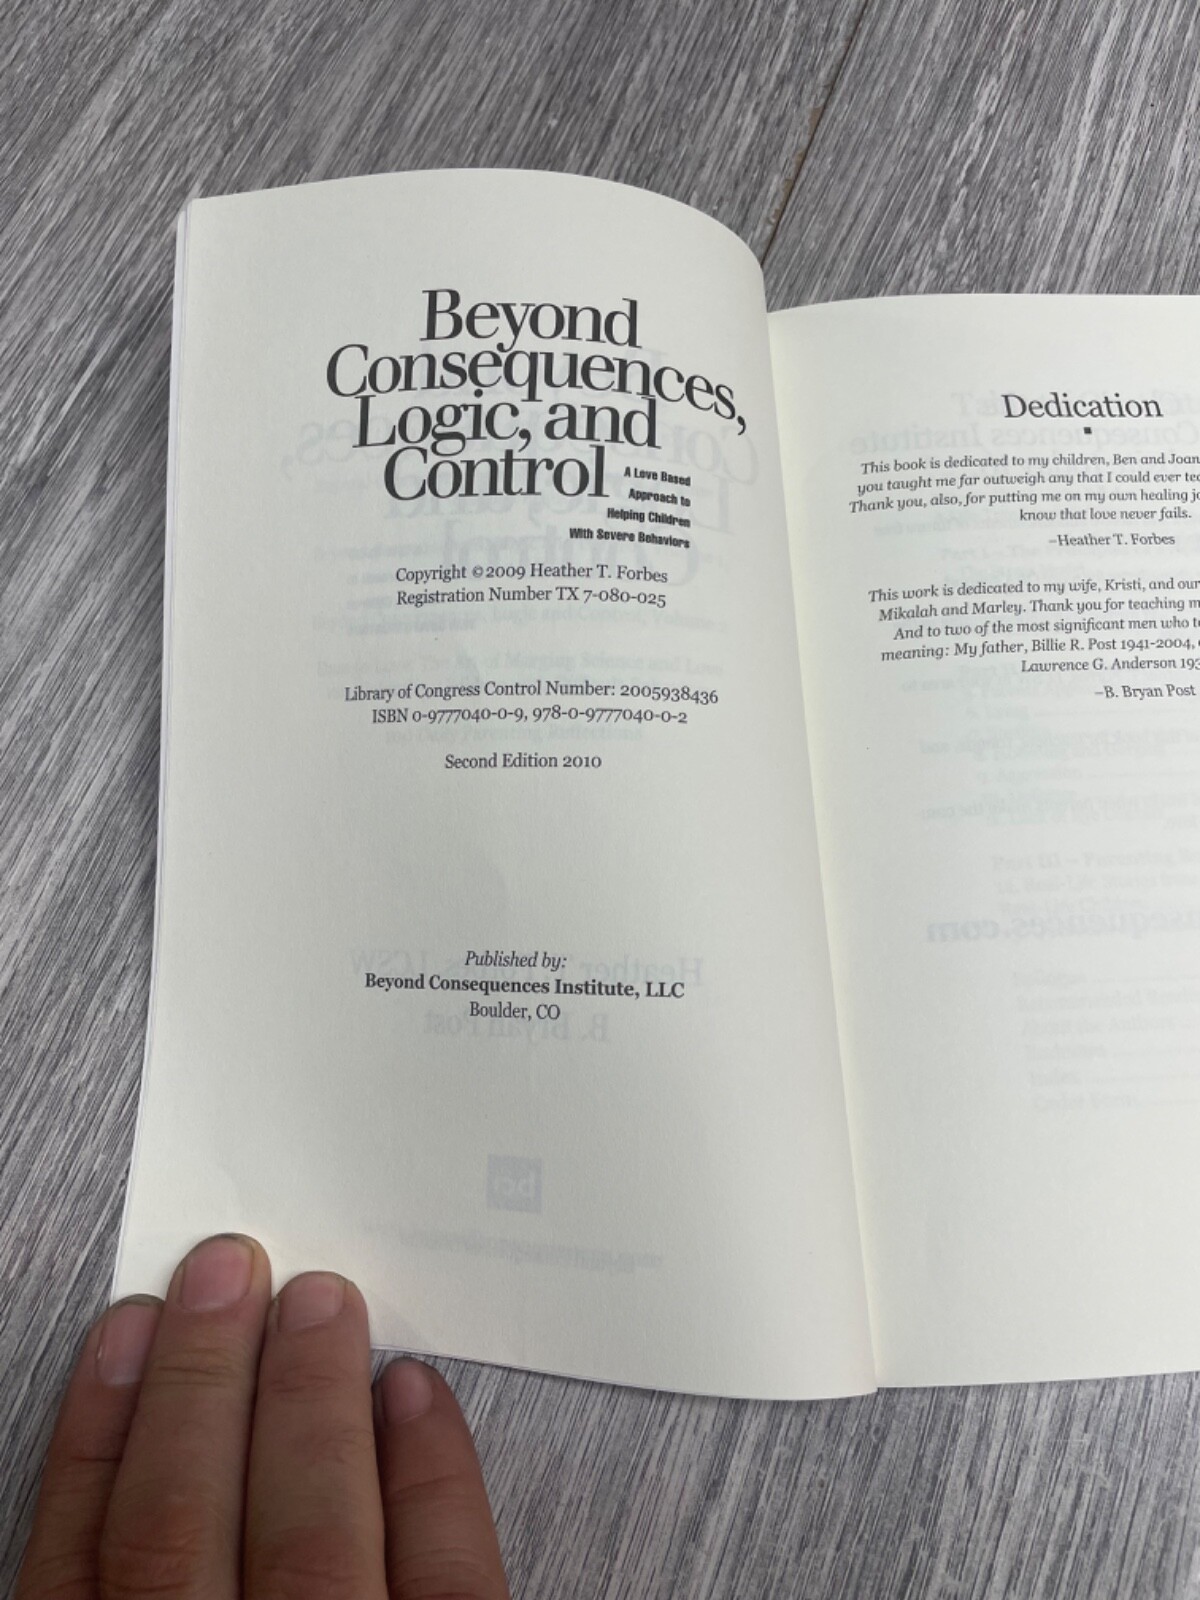 Beyond
Consequences,
Logic, and
Control
A Love Based
Approach to
Helping Children
With Severe Behaviors
Copyright ©2009 Heather T. Forbes
Registration Number TX 7-080-025
Library of Congress Control Number: 2005938436
ISBN 0-9777040-0-9, 978-0-9777040-0-2
Second Edition 2010
Published by:
Beyond Consequences Institute, LLC
Boulder, CO
Dedication
This book is dedicated to my children, Ben and Joan
you taught me far outweigh any that I could ever
Thank you, also, for putting me on my own healing
know that love never fails.
–Heather T. Forbes
This work is dedicated to my wife, Kristi, and our
Mikalah and Marley. Thank you for teaching
And to two of the most significant men who
meaning: My father, Billie R. Post 1941-2004,
Lawrence G. Anderson
–B. Bryan Post